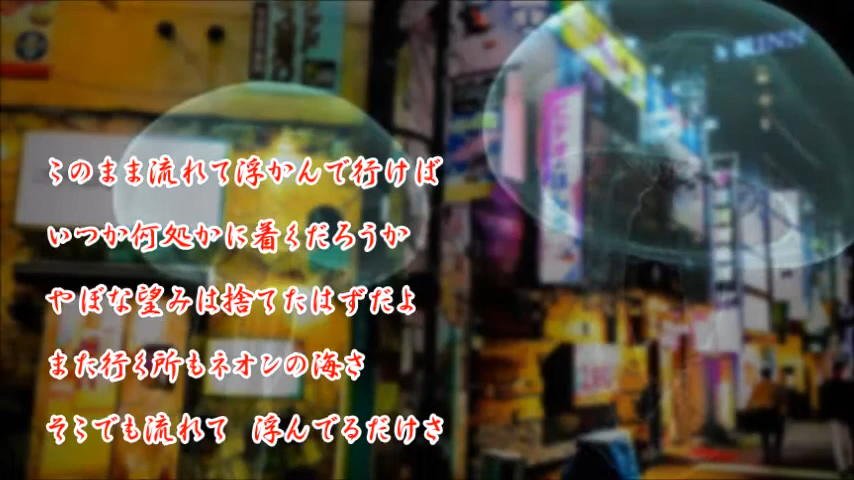 このまま流れて浮かんで行けば
いつか何処かに着くだろうか
やぼな望みは捨てたはずだよ
また行く所もネオンの海さ
そこでも流れて　浮んでるだけさ